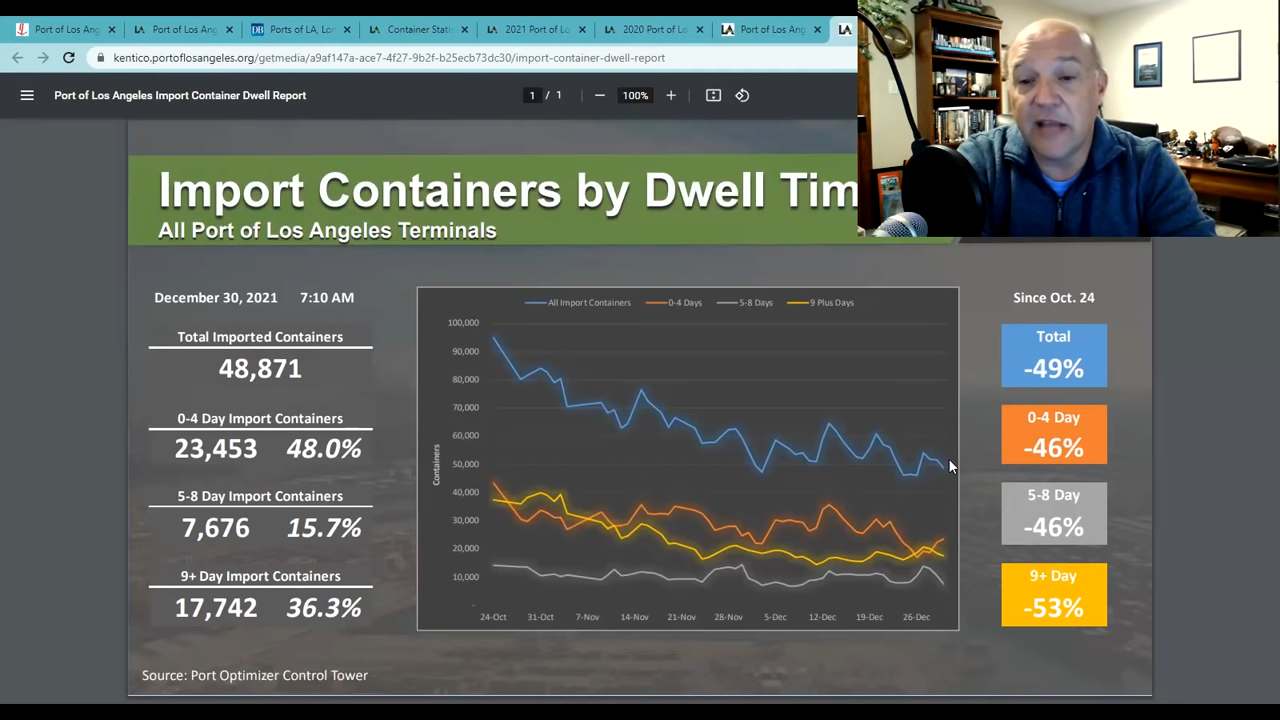 Port of Los Ang
Port of Los Ang
Ports of LA, Lon
Container Stati
2021 Port of Lo
2020 Port of Lo
Port of Los Ang
kentico.portoflosangeles.org/getmedia/a9af147a-ace7-4f27-9b2f-b25ecb73dc30/import-container-dwell-report
Port of Los Angeles Import Container Dwell Report
1 / 1
100%
Import Containers by Dwell Tim
All Port of Los Angeles Terminals
December 30, 2021 7:10 AM
Total Imported Containers
48,871
0-4 Day Import Containers
23,453 48.0%
5-8 Day Import Containers
7,676 15.7%
9+ Day Import Containers
17,742 36.3%
All Import Containers 0-4 Days 5-8 Days 9 Plus Days
Containers
100,000
90,000
80,000
70,000
60,000
50,000
40,000
30,000
20,000
10,000
-
24-Oct 31-Oct 7-Nov 14-Nov 21-Nov 28-Nov 5-Dec 12-Dec 19-Dec 26-Dec
Since Oct. 24
Total
-49%
0-4 Day
-46%
5-8 Day
-46%
9+ Day
-53%
Source: Port Optimizer Control Tower